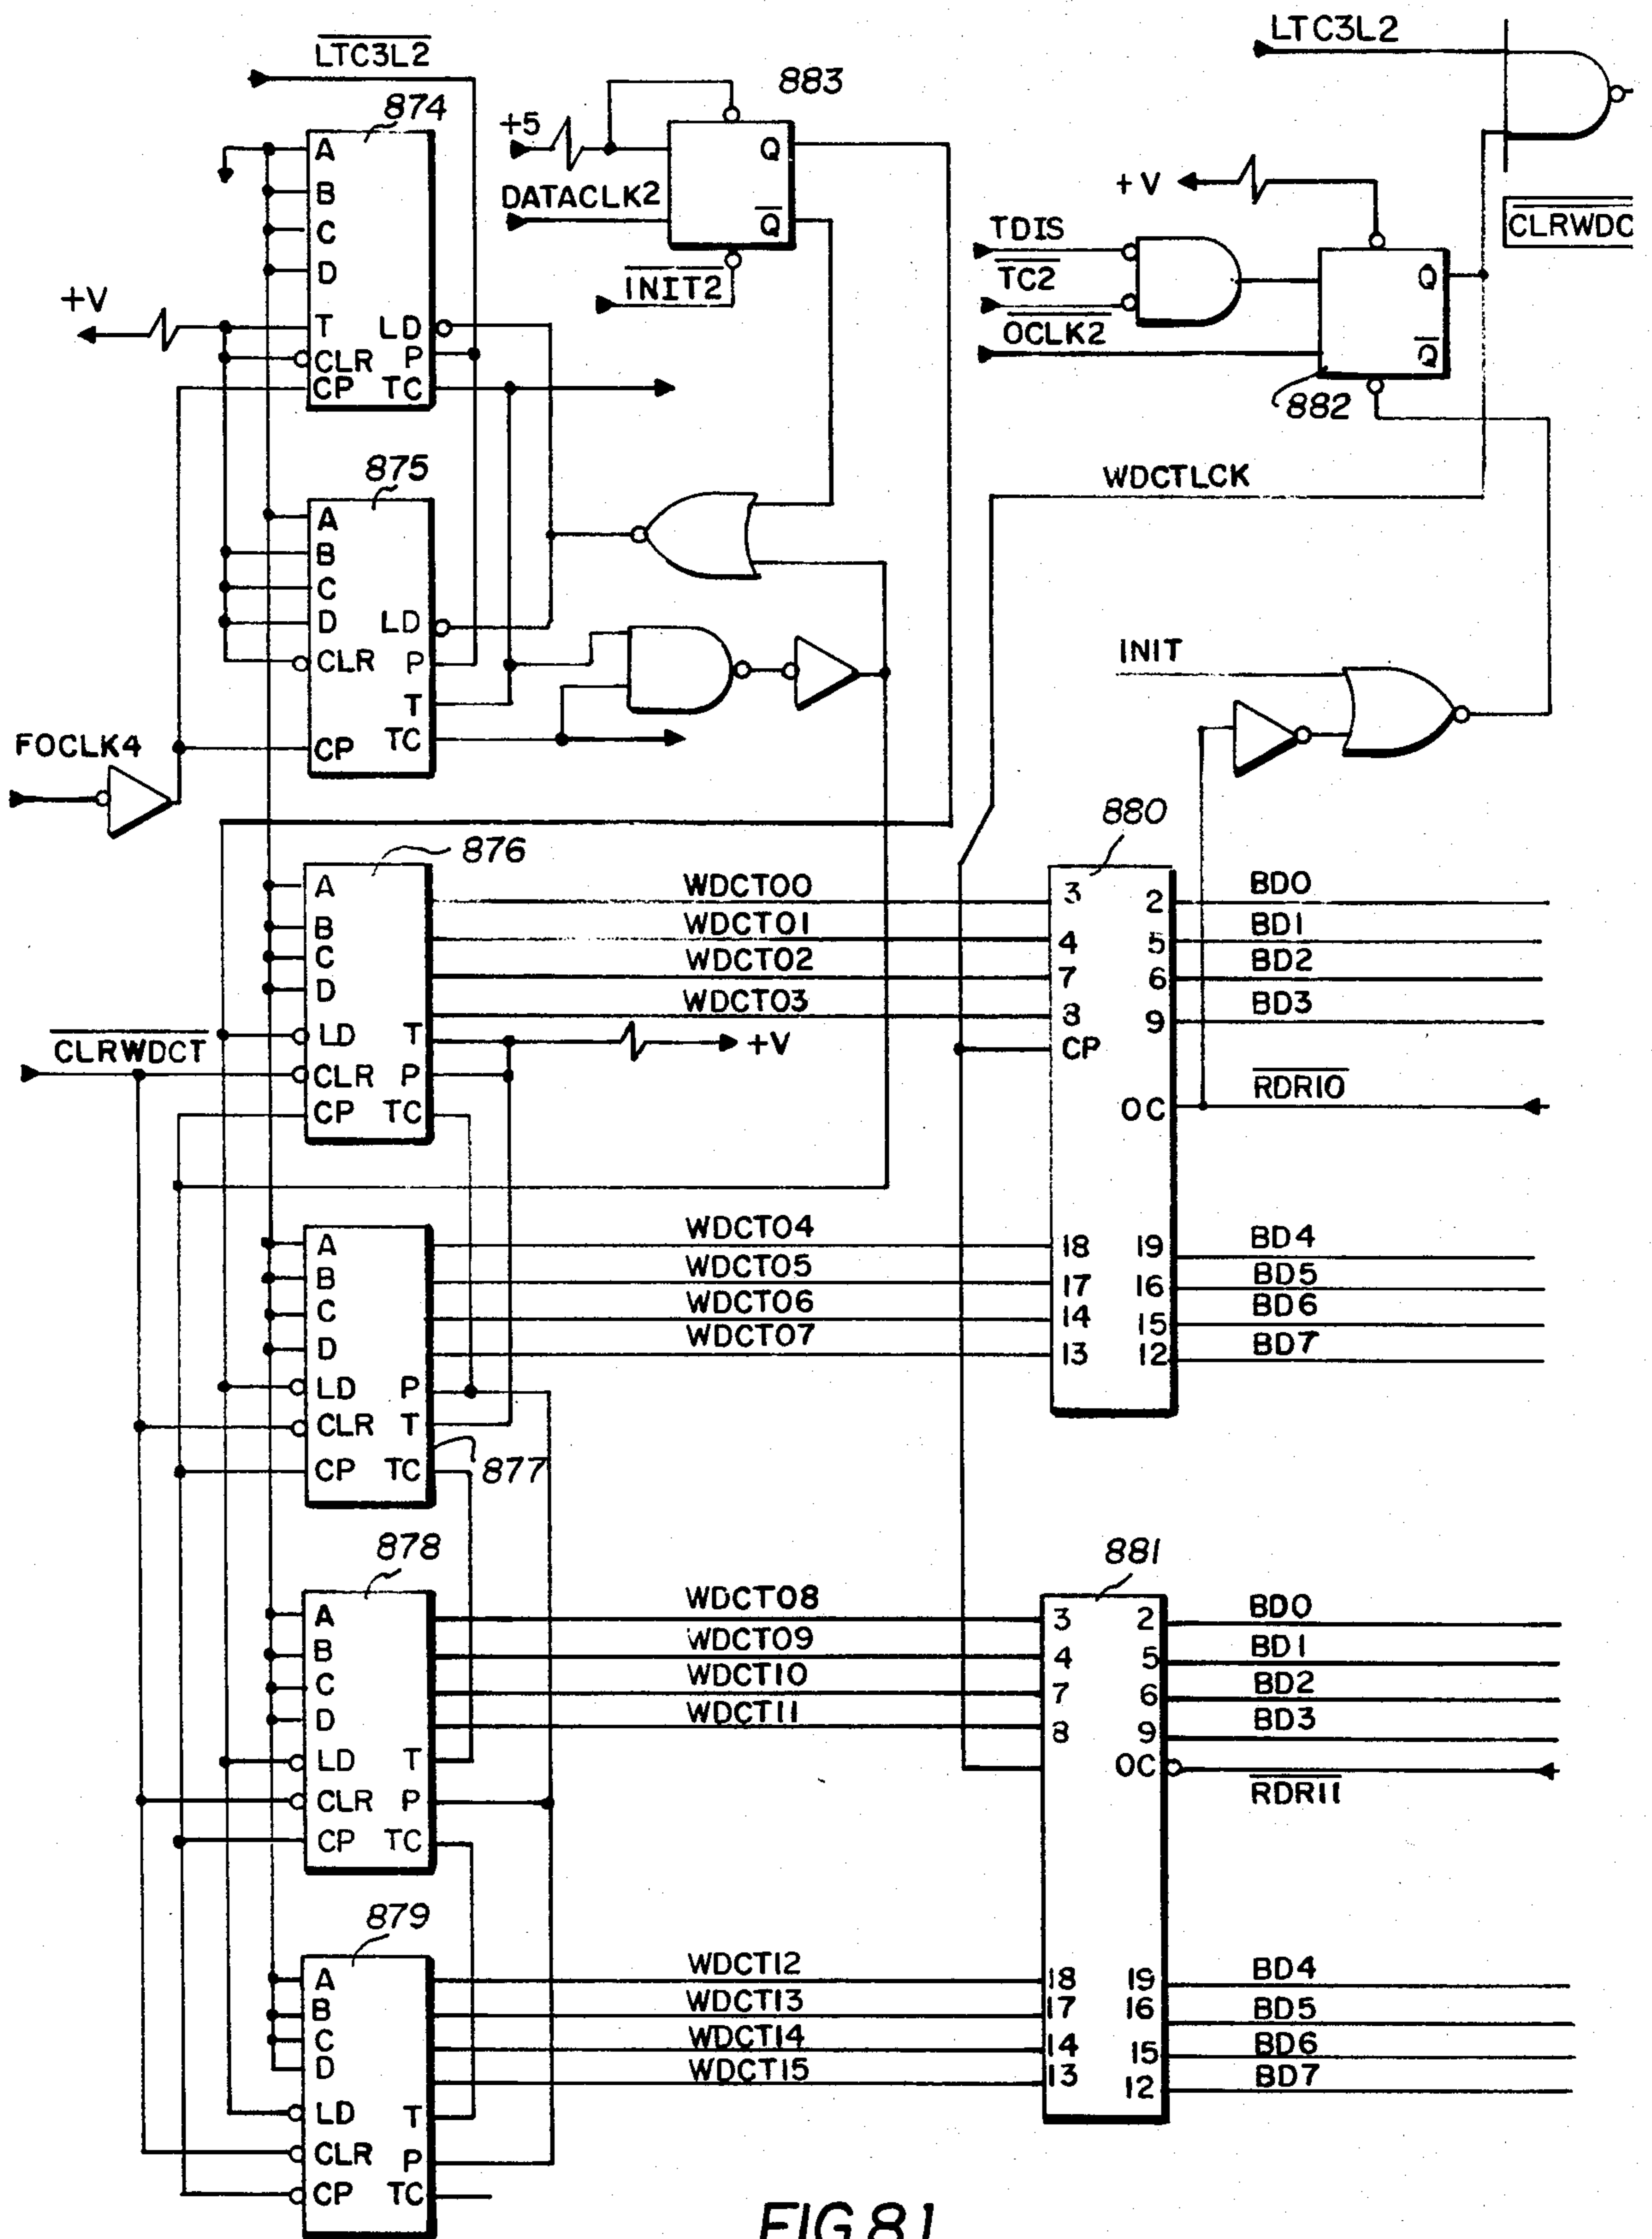 LTC3L2
LTC3L2
883
874
+5
A
Q
B
DATACLK2
+V
C
Q
CLRWDC
D
TDIS
INIT2
TC2
Q
+V
T
LD
OCLK2
CLR
P
Q
CP
TC
882
875
WDCTLCK
A
B
C
D
LD
CLR
P
INIT
T
FOCLK4
CP
TC
880
876
A
WDCT00
3
2
BD0
B
WDCT01
4
5
BD1
C
WDCT02
7
6
BD2
D
WDCT03
8
9
BD3
CLRWDCT
LD
T
+V
CP
CLR
P
RDR10
CP
TC
OC
A
WDCT04
18
19
BD4
B
WDCT05
17
16
BD5
C
WDCT06
14
15
BD6
D
WDCT07
13
12
BD7
LD
P
CLR
T
CP
TC
877
878
881
A
WDCT08
3
2
BD0
B
WDCT09
4
5
BD1
C
WDCT10
7
6
BD2
D
WDCT11
8
9
BD3
LD
T
OC
CLR
P
RDR11
CP
TC
879
A
WDCT12
18
19
BD4
B
WDCT13
17
16
BD5
C
WDCT14
14
15
BD6
D
WDCT15
13
12
BD7
LD
T
CLR
P
CP
TC
FIG.81